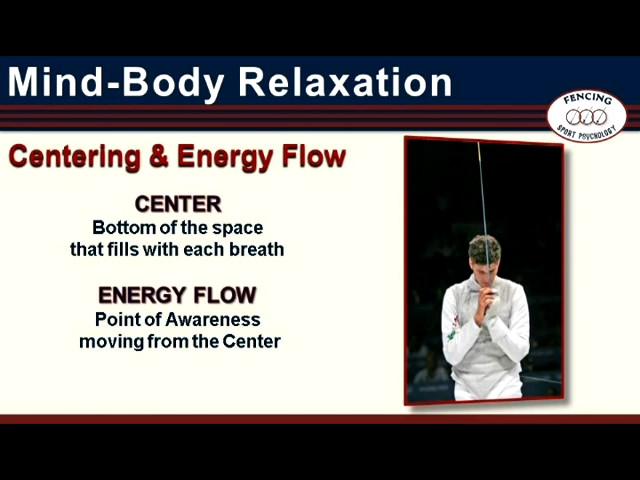 Mind-Body Relaxation
FENCING
SPORT PSYCHOLOGY
Centering & Energy Flow
CENTER
Bottom of the space
that fills with each breath
ENERGY FLOW
Point of Awareness
moving from the Center